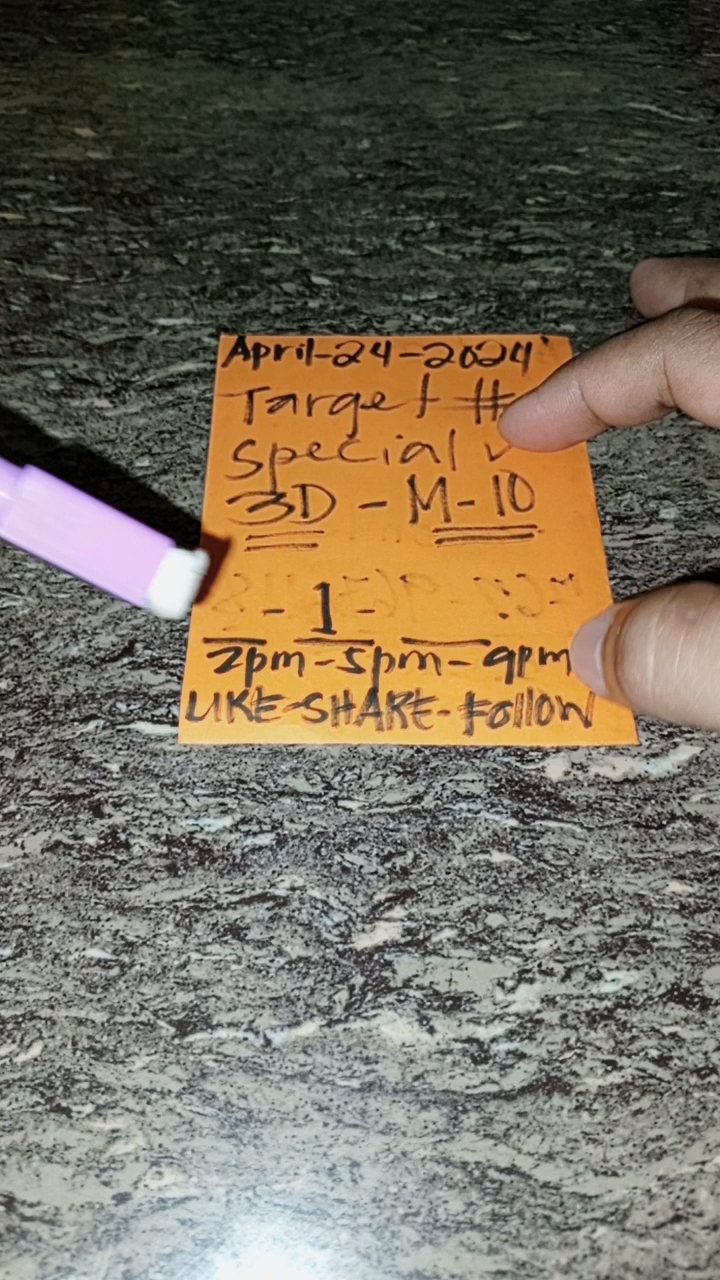 April-24-2024
Target #
Special
3D - M-10
- 1 -
2pm-5pm-9pm
LIKE-SHARE-Follow